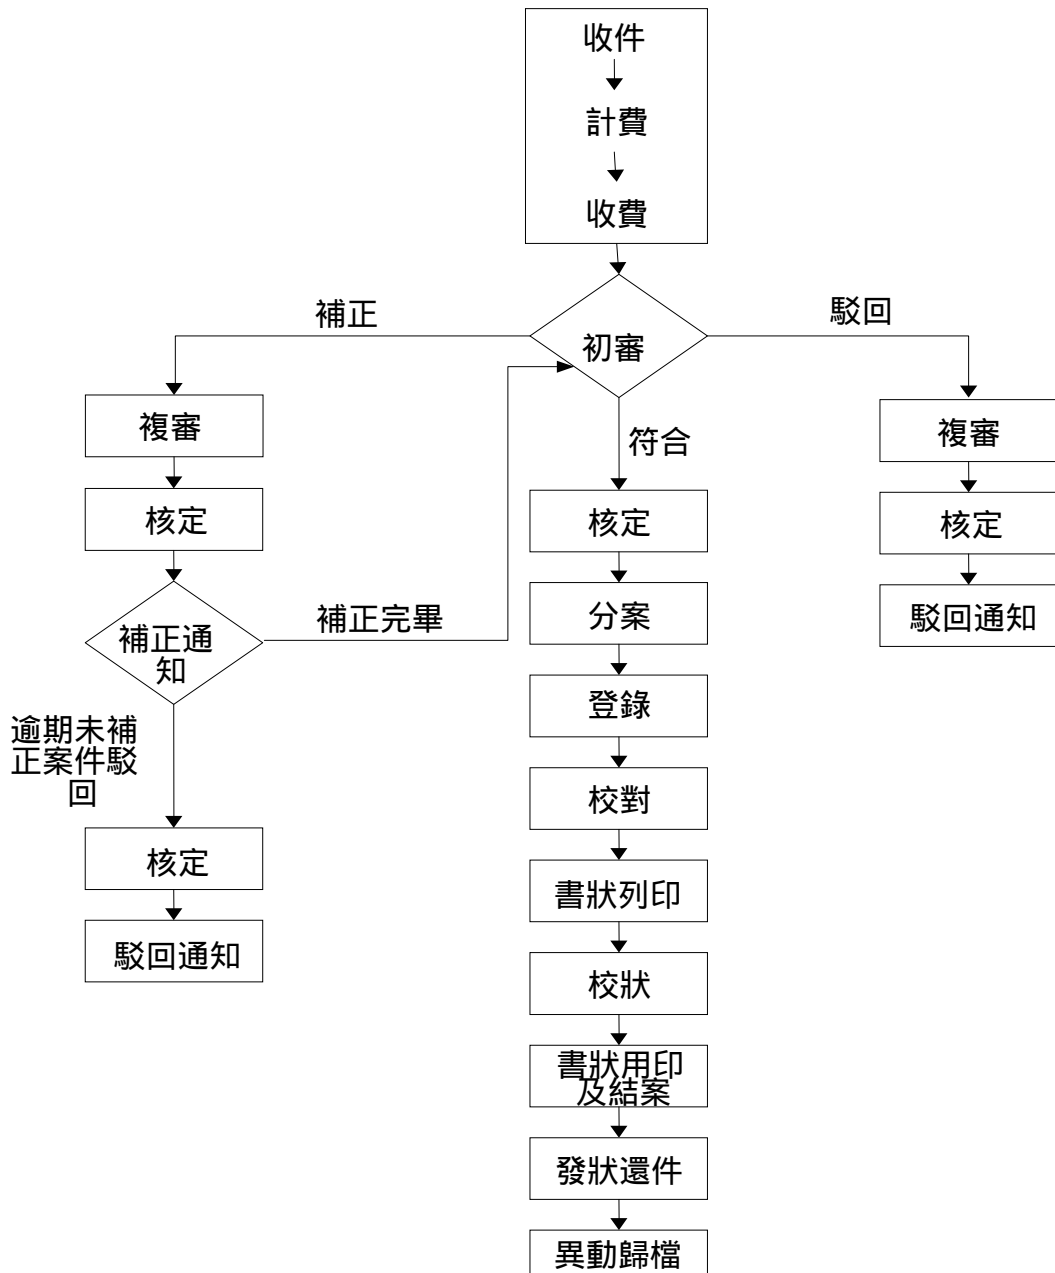 收件
計費
收費
補正
駁回
初審
複審
複審
符合
核定
核定
核定
分案
駁回通知
補正完畢
補正通
知
登錄
逾期未補
正案件駁
回
校對
核定
書狀列印
駁回通知
校狀
書狀用印
及結案
發狀還件
異動歸檔